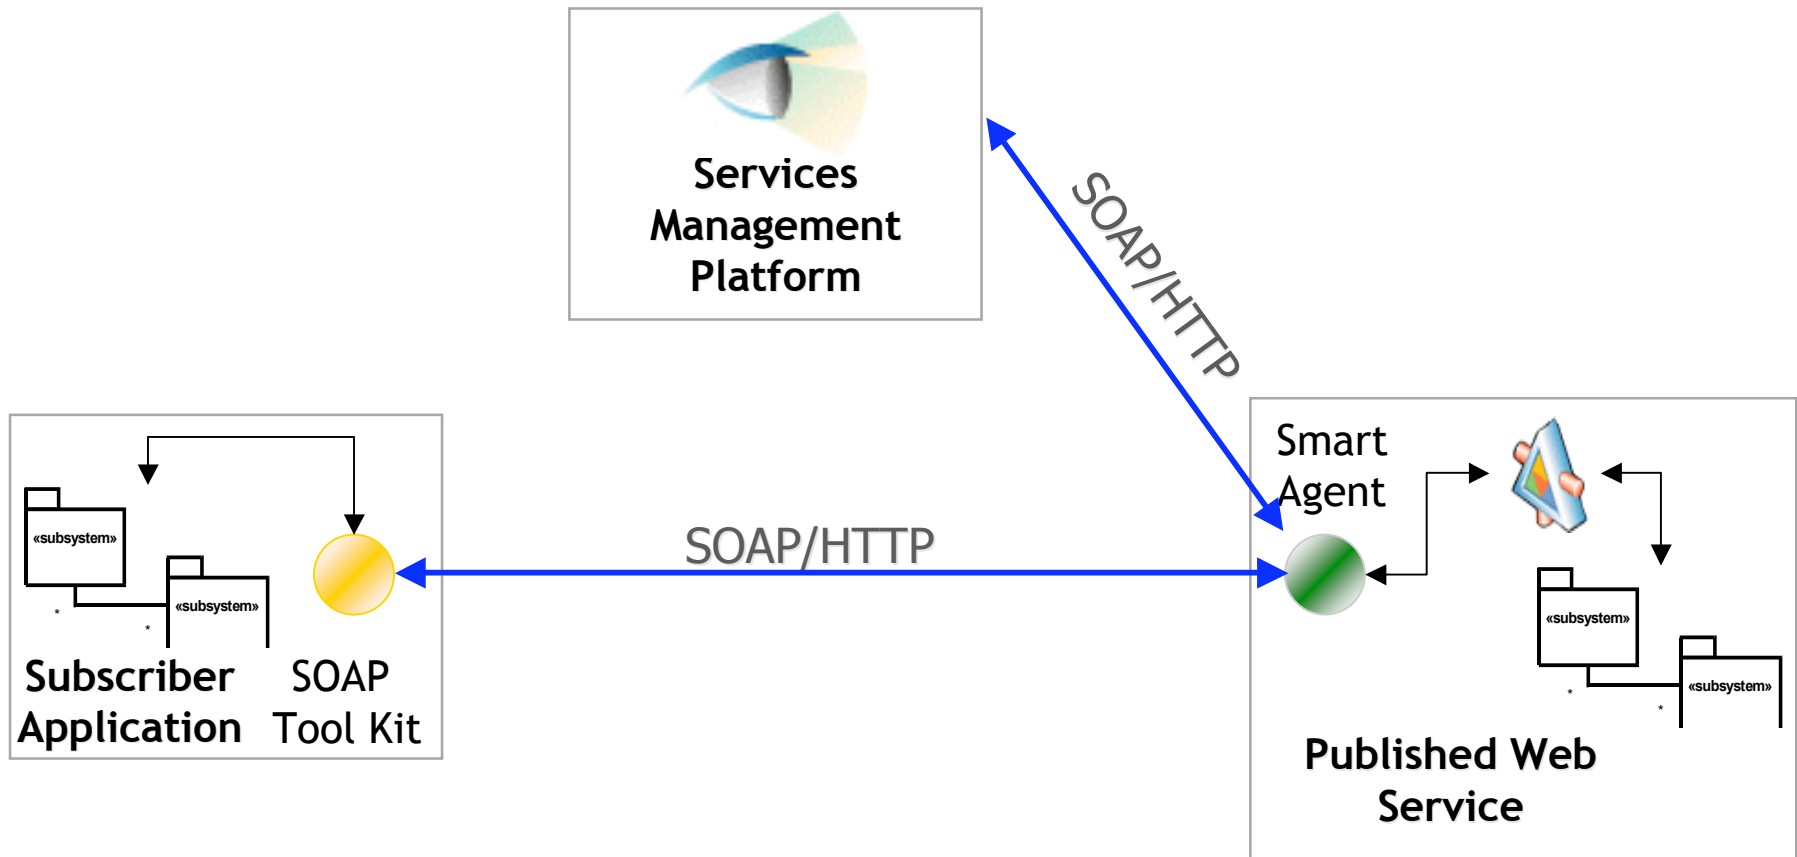 Services
Management
Platform
SOAP/HTTP
SOAP/HTTP
«subsystem»
*
«subsystem»
*
Subscriber
Application
SOAP
Tool Kit
Smart
Agent
«subsystem»
*
«subsystem»
*
Published Web
Service